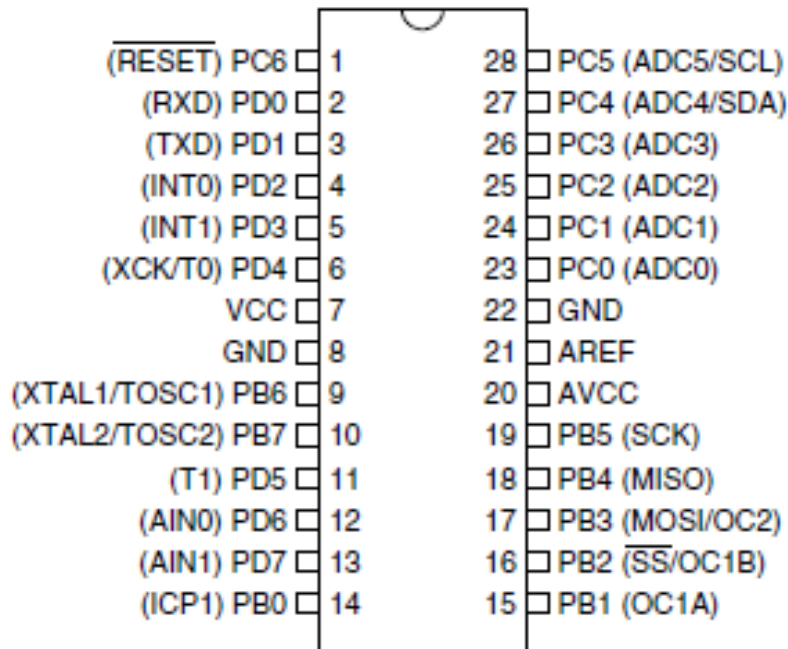 (RESET) PC6 1 28 PC5 (ADC5/SCL)
(RXD) PD0 2 27 PC4 (ADC4/SDA)
(TXD) PD1 3 26 PC3 (ADC3)
(INT0) PD2 4 25 PC2 (ADC2)
(INT1) PD3 5 24 PC1 (ADC1)
(XCK/T0) PD4 6 23 PC0 (ADC0)
VCC 7 22 GND
GND 8 21 AREF
(XTAL1/TOSC1) PB6 9 20 AVCC
(XTAL2/TOSC2) PB7 10 19 PB5 (SCK)
(T1) PD5 11 18 PB4 (MISO)
(AIN0) PD6 12 17 PB3 (MOSI/OC2)
(AIN1) PD7 13 16 PB2 (SS/OC1B)
(ICP1) PB0 14 15 PB1 (OC1A)